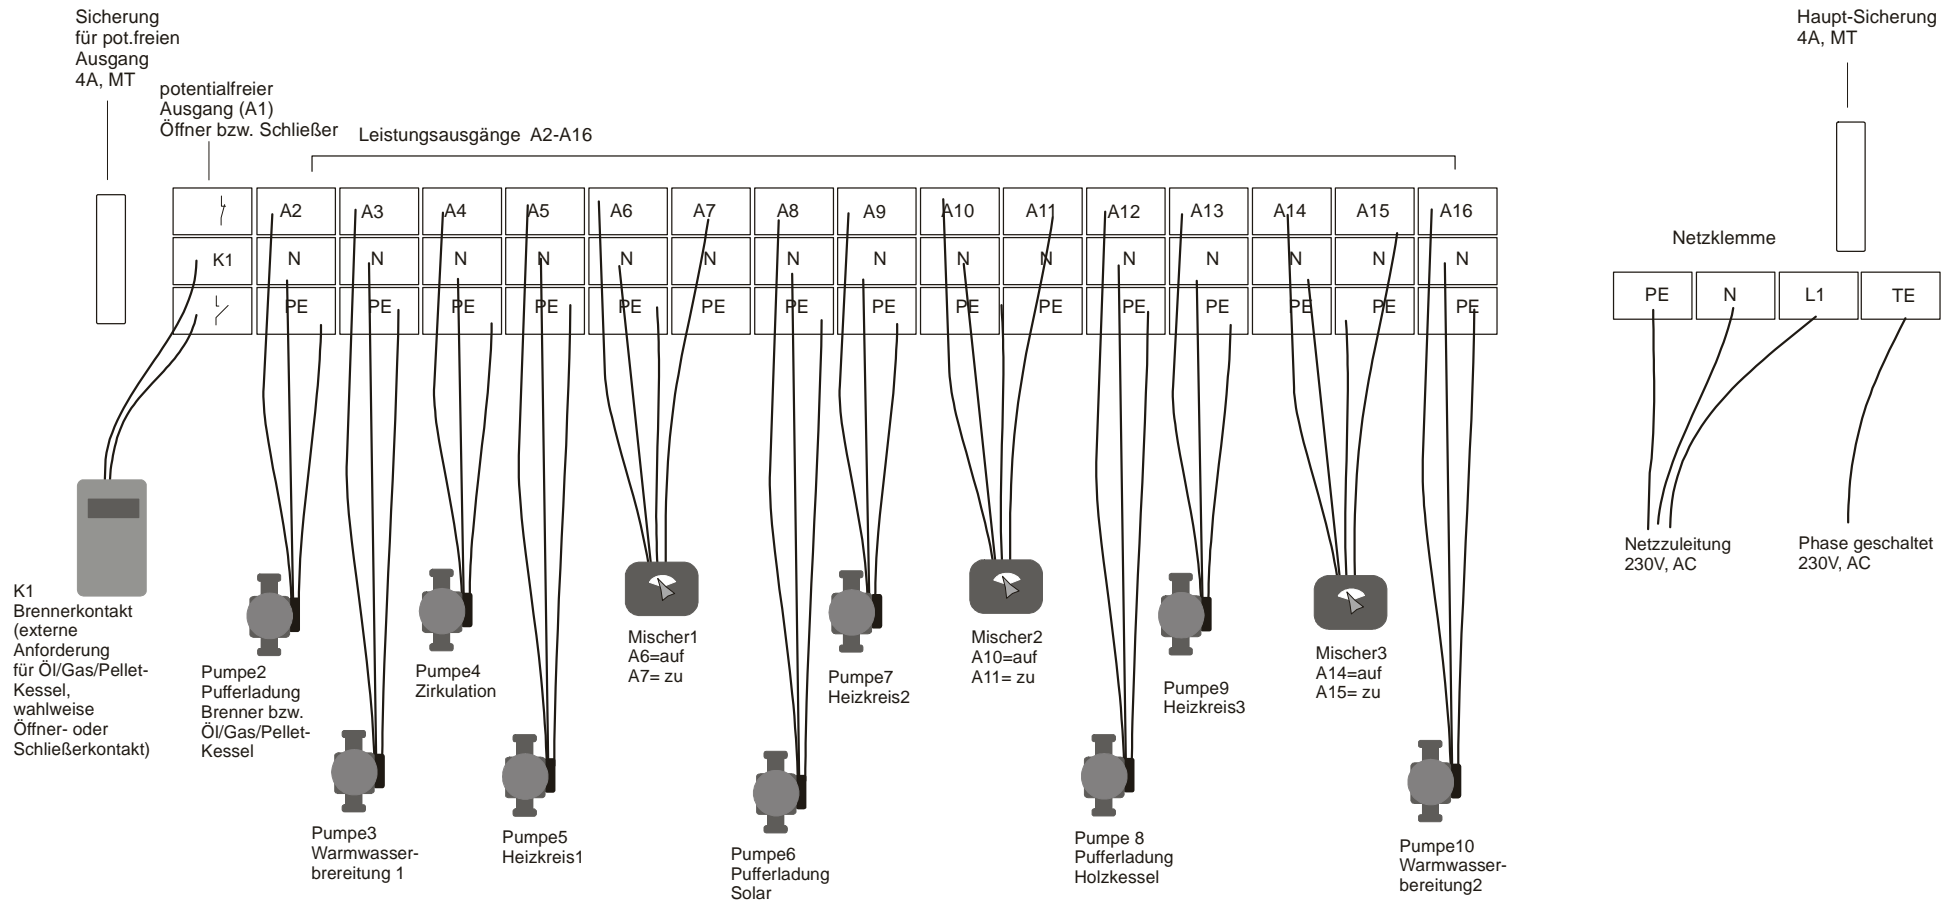 Sicherung
für pot.freien
Ausgang
4A, MT
potentialfreier
Ausgang (A1)
Öffner bzw. Schließer
Leistungsausgänge A2-A16
Haupt-Sicherung
4A, MT
A2 A3 A4 A5 A6 A7 A8 A9 A10 A11 A12 A13 A14 A15 A16
K1 N N N N N N N N N N N N N N N
PE PE PE PE PE PE PE PE PE PE PE PE PE PE PE
Netzklemme
PE N L1 TE
Netzzuleitung
230V, AC
Phase geschaltet
230V, AC
K1
Brennerkontakt
(externe
Anforderung
für Öl/Gas/Pellet-
Kessel,
wahlweise
Öffner- oder
Schließerkontakt)
Pumpe2
Pufferladung
Brenner bzw.
Öl/Gas/Pellet-
Kessel
Pumpe3
Warmwasser-
brereitung 1
Pumpe4
Zirkulation
Pumpe5
Heizkreis1
Mischer1
A6=auf
A7= zu
Pumpe6
Pufferladung
Solar
Pumpe7
Heizkreis2
Mischer2
A10=auf
A11= zu
Pumpe 8
Pufferladung
Holzkessel
Pumpe9
Heizkreis3
Mischer3
A14=auf
A15= zu
Pumpe10
Warmwasser-
bereitung2